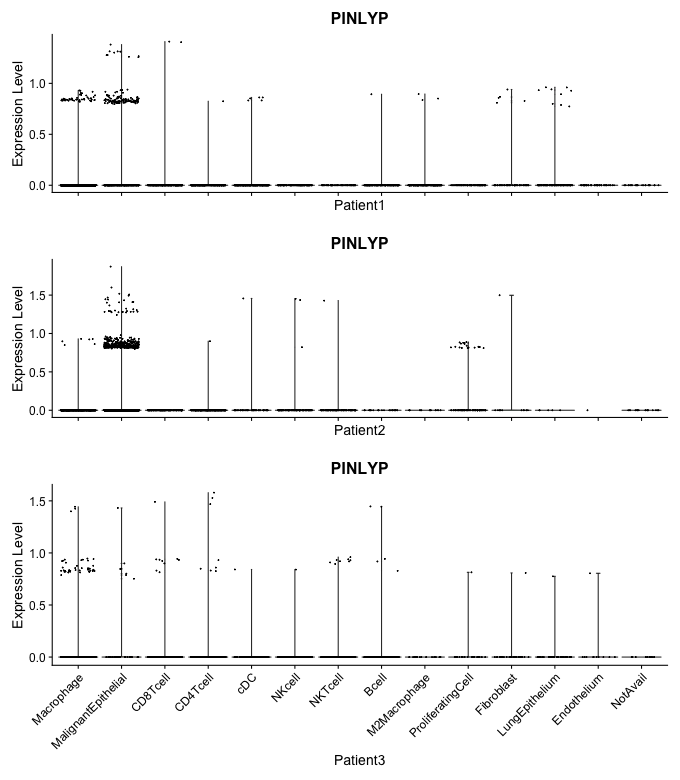 PINLYP
Expression Level
1.0
0.5
0.0
Patient1
PINLYP
Expression Level
1.5
1.0
0.5
0.0
Patient2
PINLYP
Expression Level
1.5
1.0
0.5
0.0
Macrophage
MalignantEpithelial
CD8Tcell
CD4Tcell
cDC
NKcell
NKTcell
Bcell
M2Macrophage
ProliferatingCell
Fibroblast
LungEpithelium
Endothelium
NotAvail
Patient3